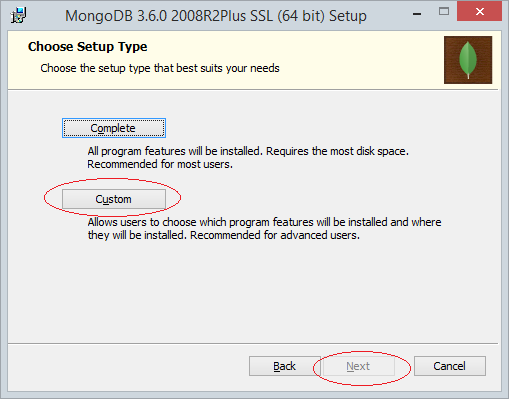 MongoDB 3.6.0 2008R2Plus SSL (64 bit) Setup
Choose Setup Type
Choose the setup type that best suits your needs
Complete
All program features will be installed. Requires the most disk space.
Recommended for most users.
Custom
Allows users to choose which program features will be installed and where
they will be installed. Recommended for advanced users.
Back Next Cancel